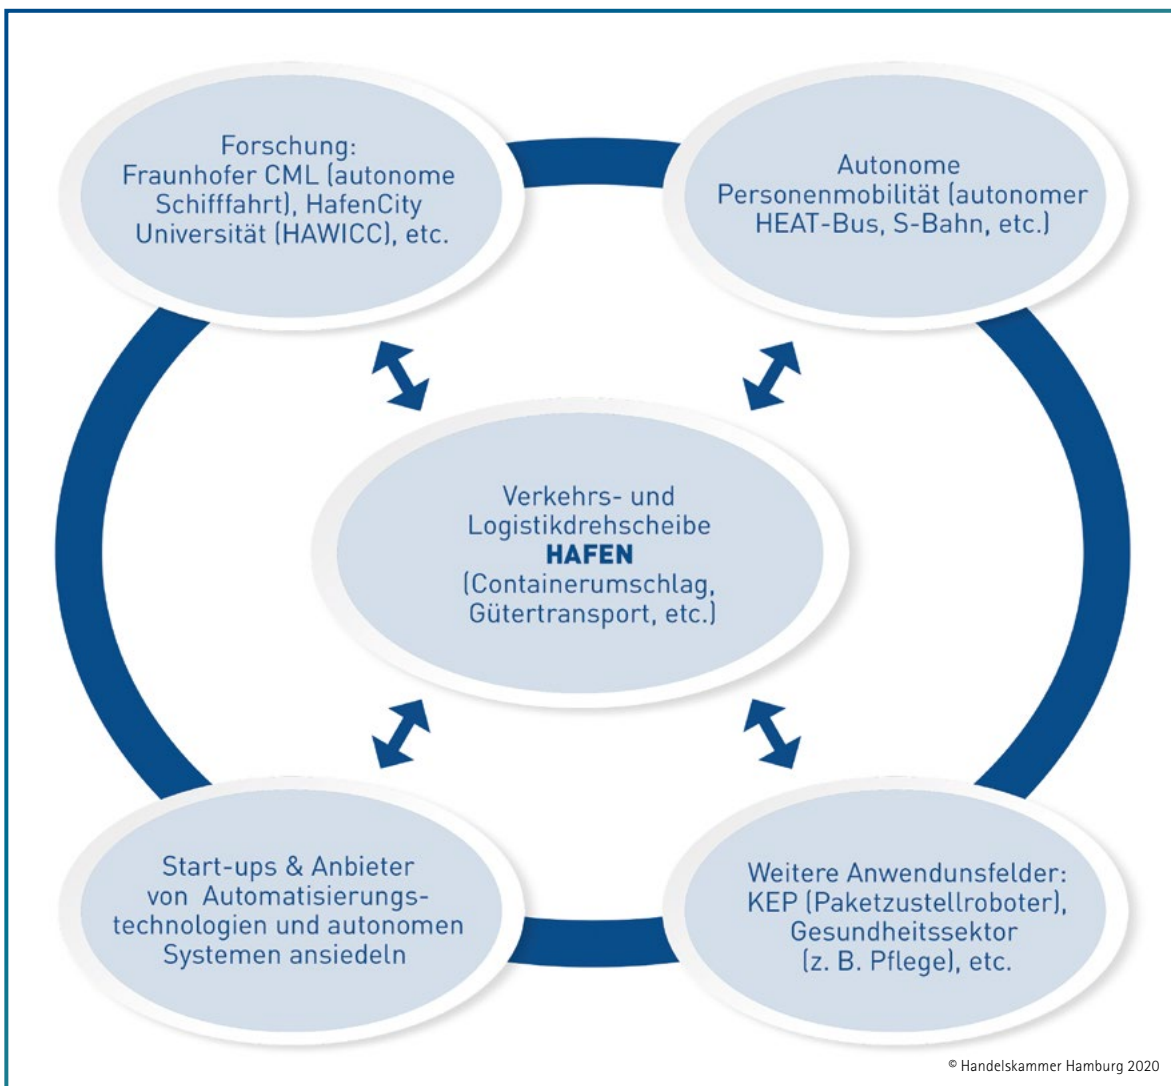 Forschung:
Fraunhofer CML (autonome
Schifffahrt), HafenCity
Universität (HAWICC), etc.
Autonome
Personenmobilität (autonomer
HEAT-Bus, S-Bahn, etc.)
Verkehrs- und
Logistikdrehscheibe
HAFEN
(Containerumschlag,
Gütertransport, etc.)
Start-ups & Anbieter
von Automatisierungs-
technologien und autonomen
Systemen ansiedeln
Weitere Anwendunsfelder:
KEP (Paketzustellroboter),
Gesundheitssektor
(z. B. Pflege), etc.
© Handelskammer Hamburg 2020